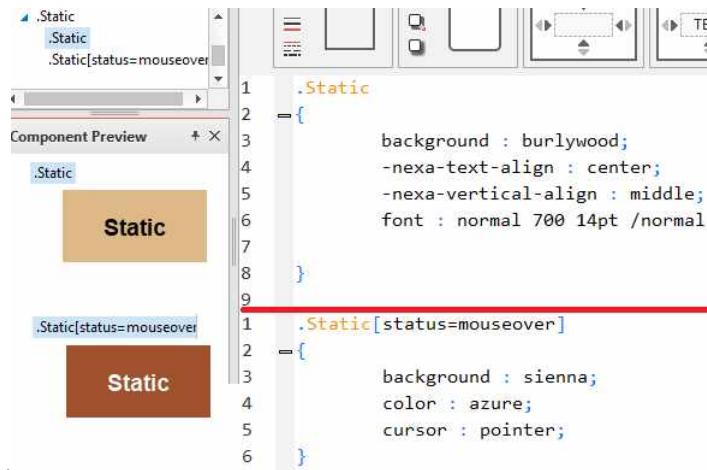 .Static
.Static
.Static[status=mouseover
Component Preview
.Static
Static
.Static[status=mouseover
Static
TE
1 .Static
2 {
3 background : burlywood;
4 -nexa-text-align : center;
5 -nexa-vertical-align : middle;
6 font : normal 700 14pt /normal
7
8 }
9
1 .Static[status=mouseover]
2 {
3 background : sienna;
4 color : azure;
5 cursor : pointer;
6 }